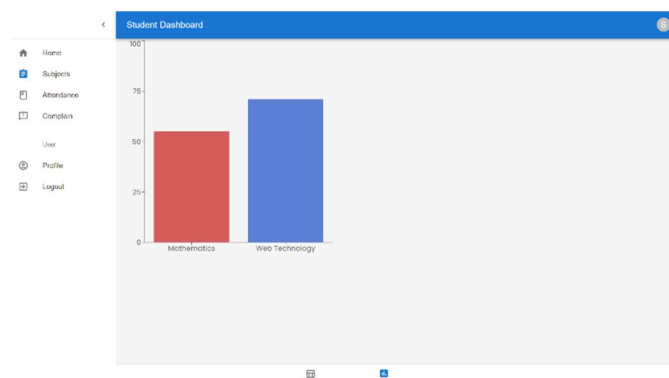 Student Dashboard
S
Home
Subjects
Attendance
Complain
User
Profile
Logout
100
75
50
25
0
Mathematics
Web Technology